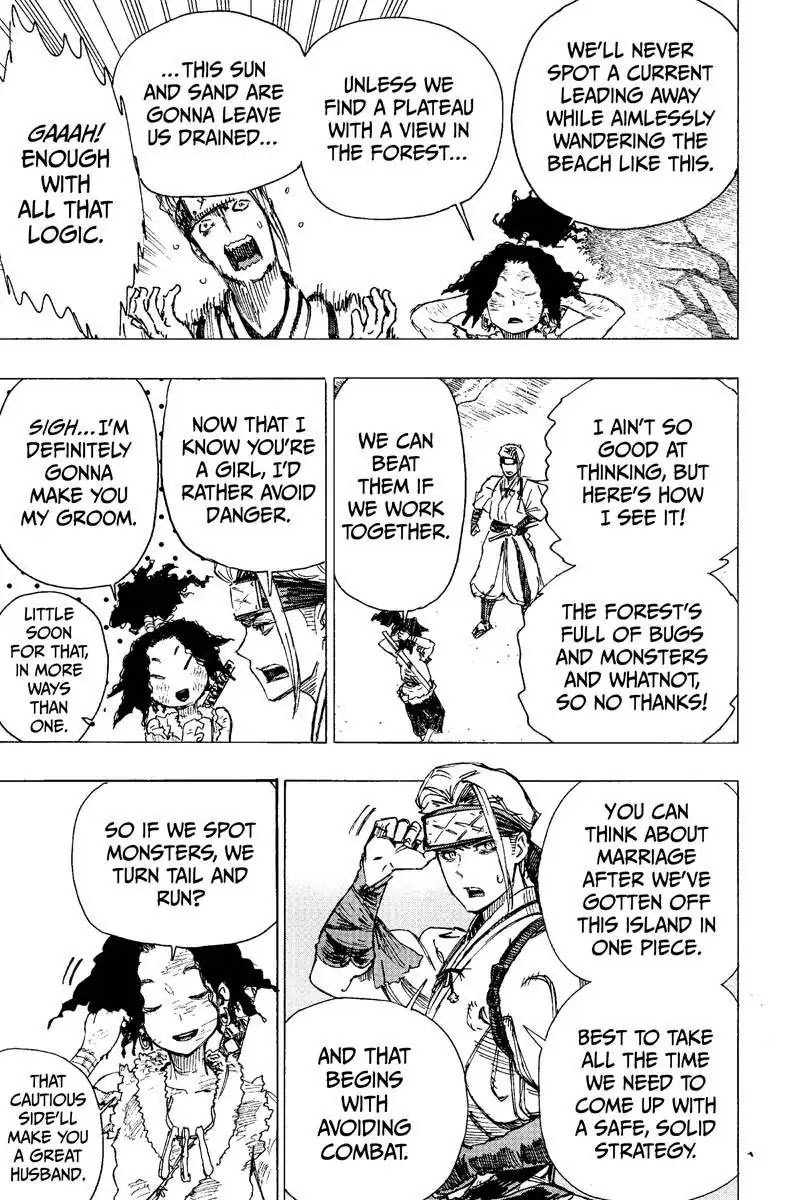 WE'LL NEVER
SPOT A CURRENT
LEADING AWAY
WHILE AIMLESSLY
WANDERING THE
BEACH LIKE THIS.
UNLESS WE
FIND A PLATEAU
WITH A VIEW IN
THE FOREST...
...THIS SUN
AND SAND ARE
GONNA LEAVE
US DRAINED...
GAAAH!
ENOUGH
WITH
ALL THAT
LOGIC.
I AIN'T SO
GOOD AT
THINKING, BUT
HERE'S HOW
I SEE IT!
THE FOREST'S
FULL OF BUGS
AND MONSTERS
AND WHATNOT,
SO NO THANKS!
WE CAN
BEAT
THEM IF
WE WORK
TOGETHER.
NOW THAT I
KNOW YOU'RE
A GIRL, I'D
RATHER AVOID
DANGER.
SIGH...I'M
DEFINITELY
GONNA
MAKE YOU
MY GROOM.
LITTLE
SOON
FOR THAT,
IN MORE
WAYS
THAN
ONE.
YOU CAN
THINK ABOUT
MARRIAGE
AFTER WE'VE
GOTTEN OFF
THIS ISLAND IN
ONE PIECE.
BEST TO TAKE
ALL THE TIME
WE NEED TO
COME UP WITH
A SAFE, SOLID
STRATEGY.
AND THAT
BEGINS
WITH
AVOIDING
COMBAT.
SO IF WE SPOT
MONSTERS, WE
TURN TAIL AND
RUN?
THAT
CAUTIOUS
SIDE'LL
MAKE YOU
A GREAT
HUSBAND.